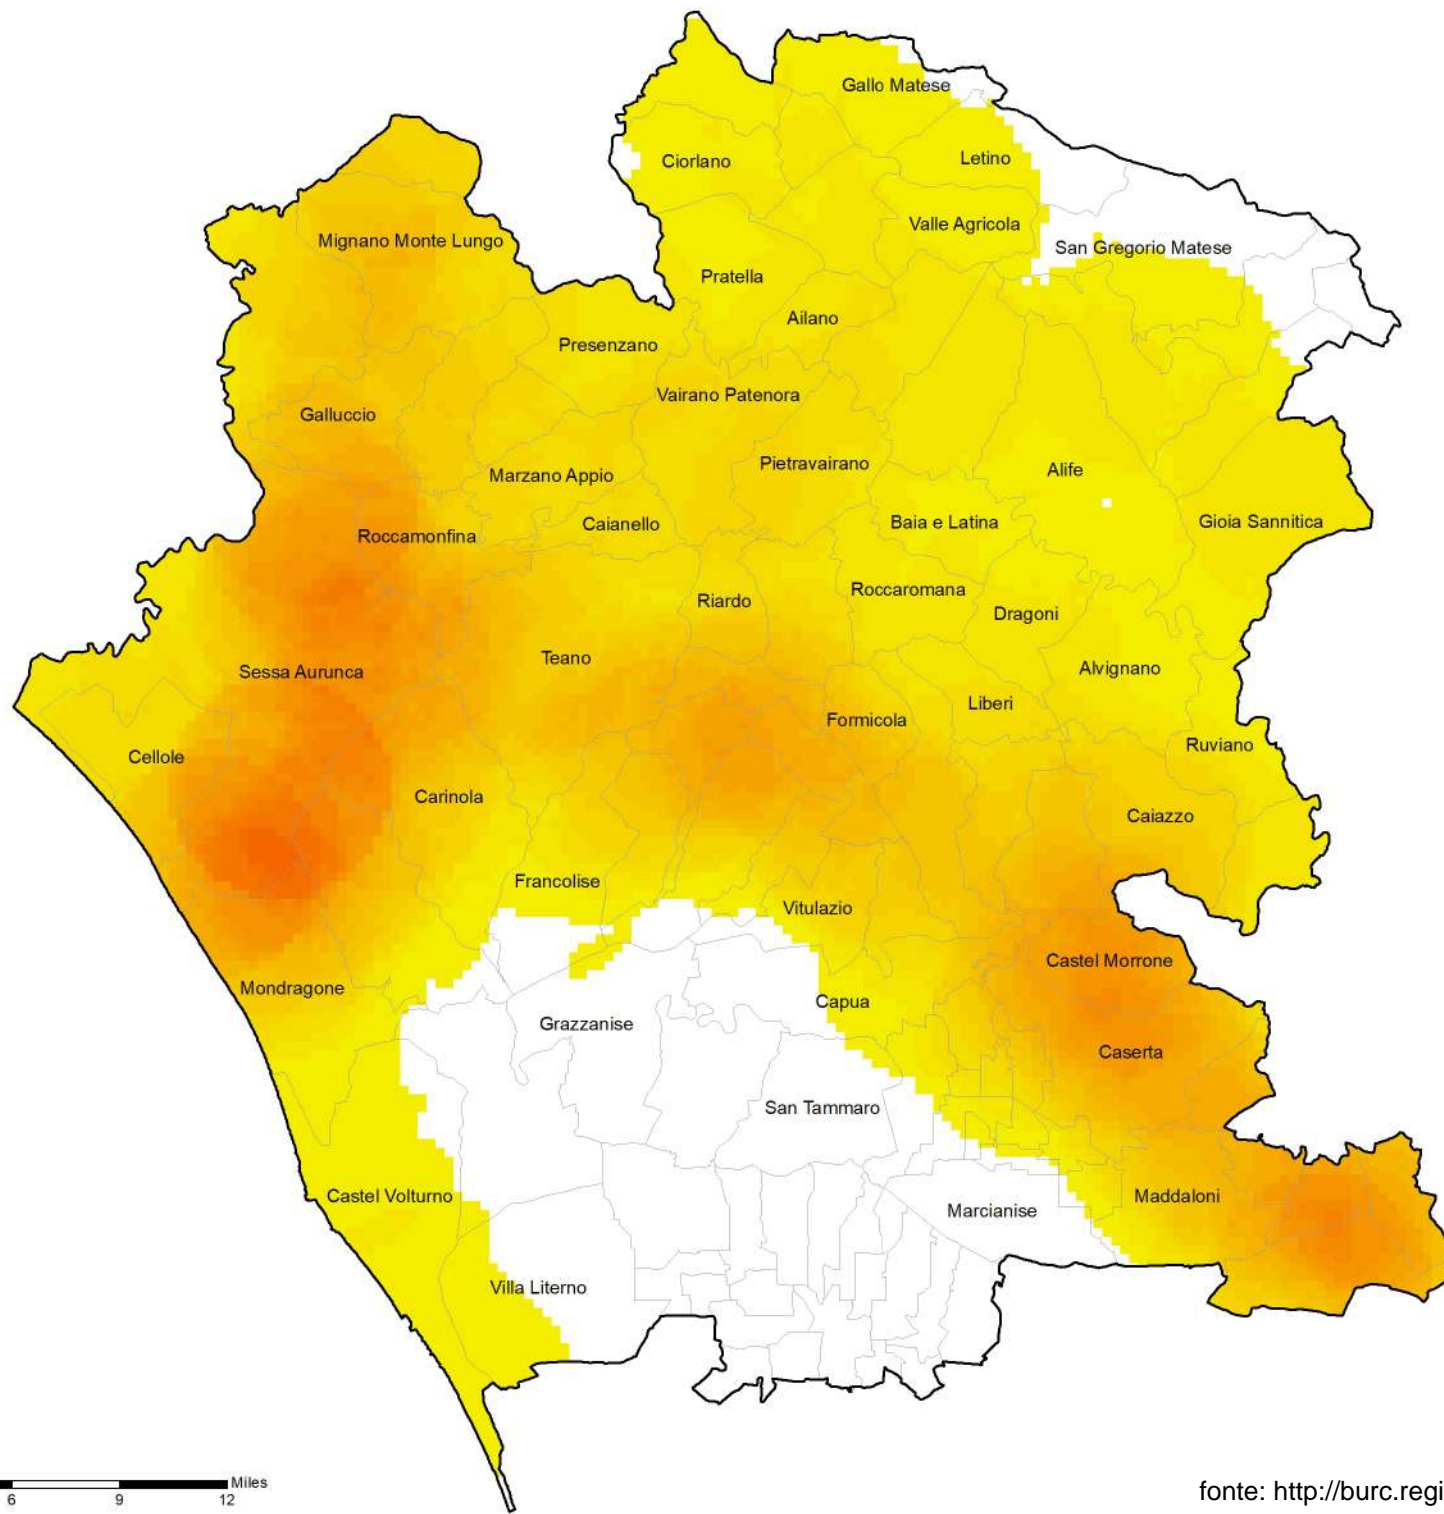 Gallo Matese
Ciorlano
Letino
Valle Agricola
Mignano Monte Lungo
San Gregorio Matese
Pratella
Ailano
Presenzano
Vairano Patenora
Galluccio
Pietravairano
Alife
Marzano Appio
Caianello
Baia e Latina
Gioia Sannitica
Roccamonfina
Riardo
Roccaromana
Dragoni
Teano
Sessa Aurunca
Alvignano
Liberi
Formicola
Ruviano
Cellole
Carinola
Caiazzo
Francolise
Vitulazio
Castel Morrone
Mondragone
Capua
Grazzanise
Caserta
San Tammaro
Castel Volturno
Maddaloni
Marcianise
Villa Literno
Miles
6 9 12
fonte: http://burc.regi